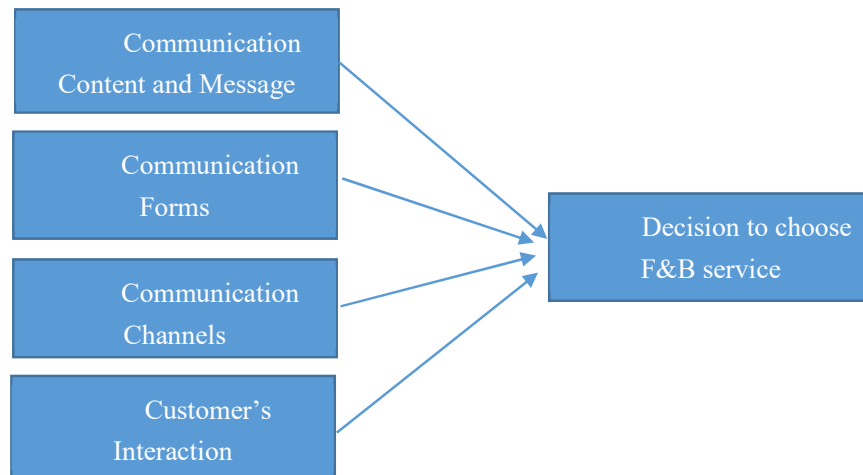 Communication
Content and Message
Communication
Forms
Communication
Channels
Customer’s
Interaction
Decision to choose
F&B service